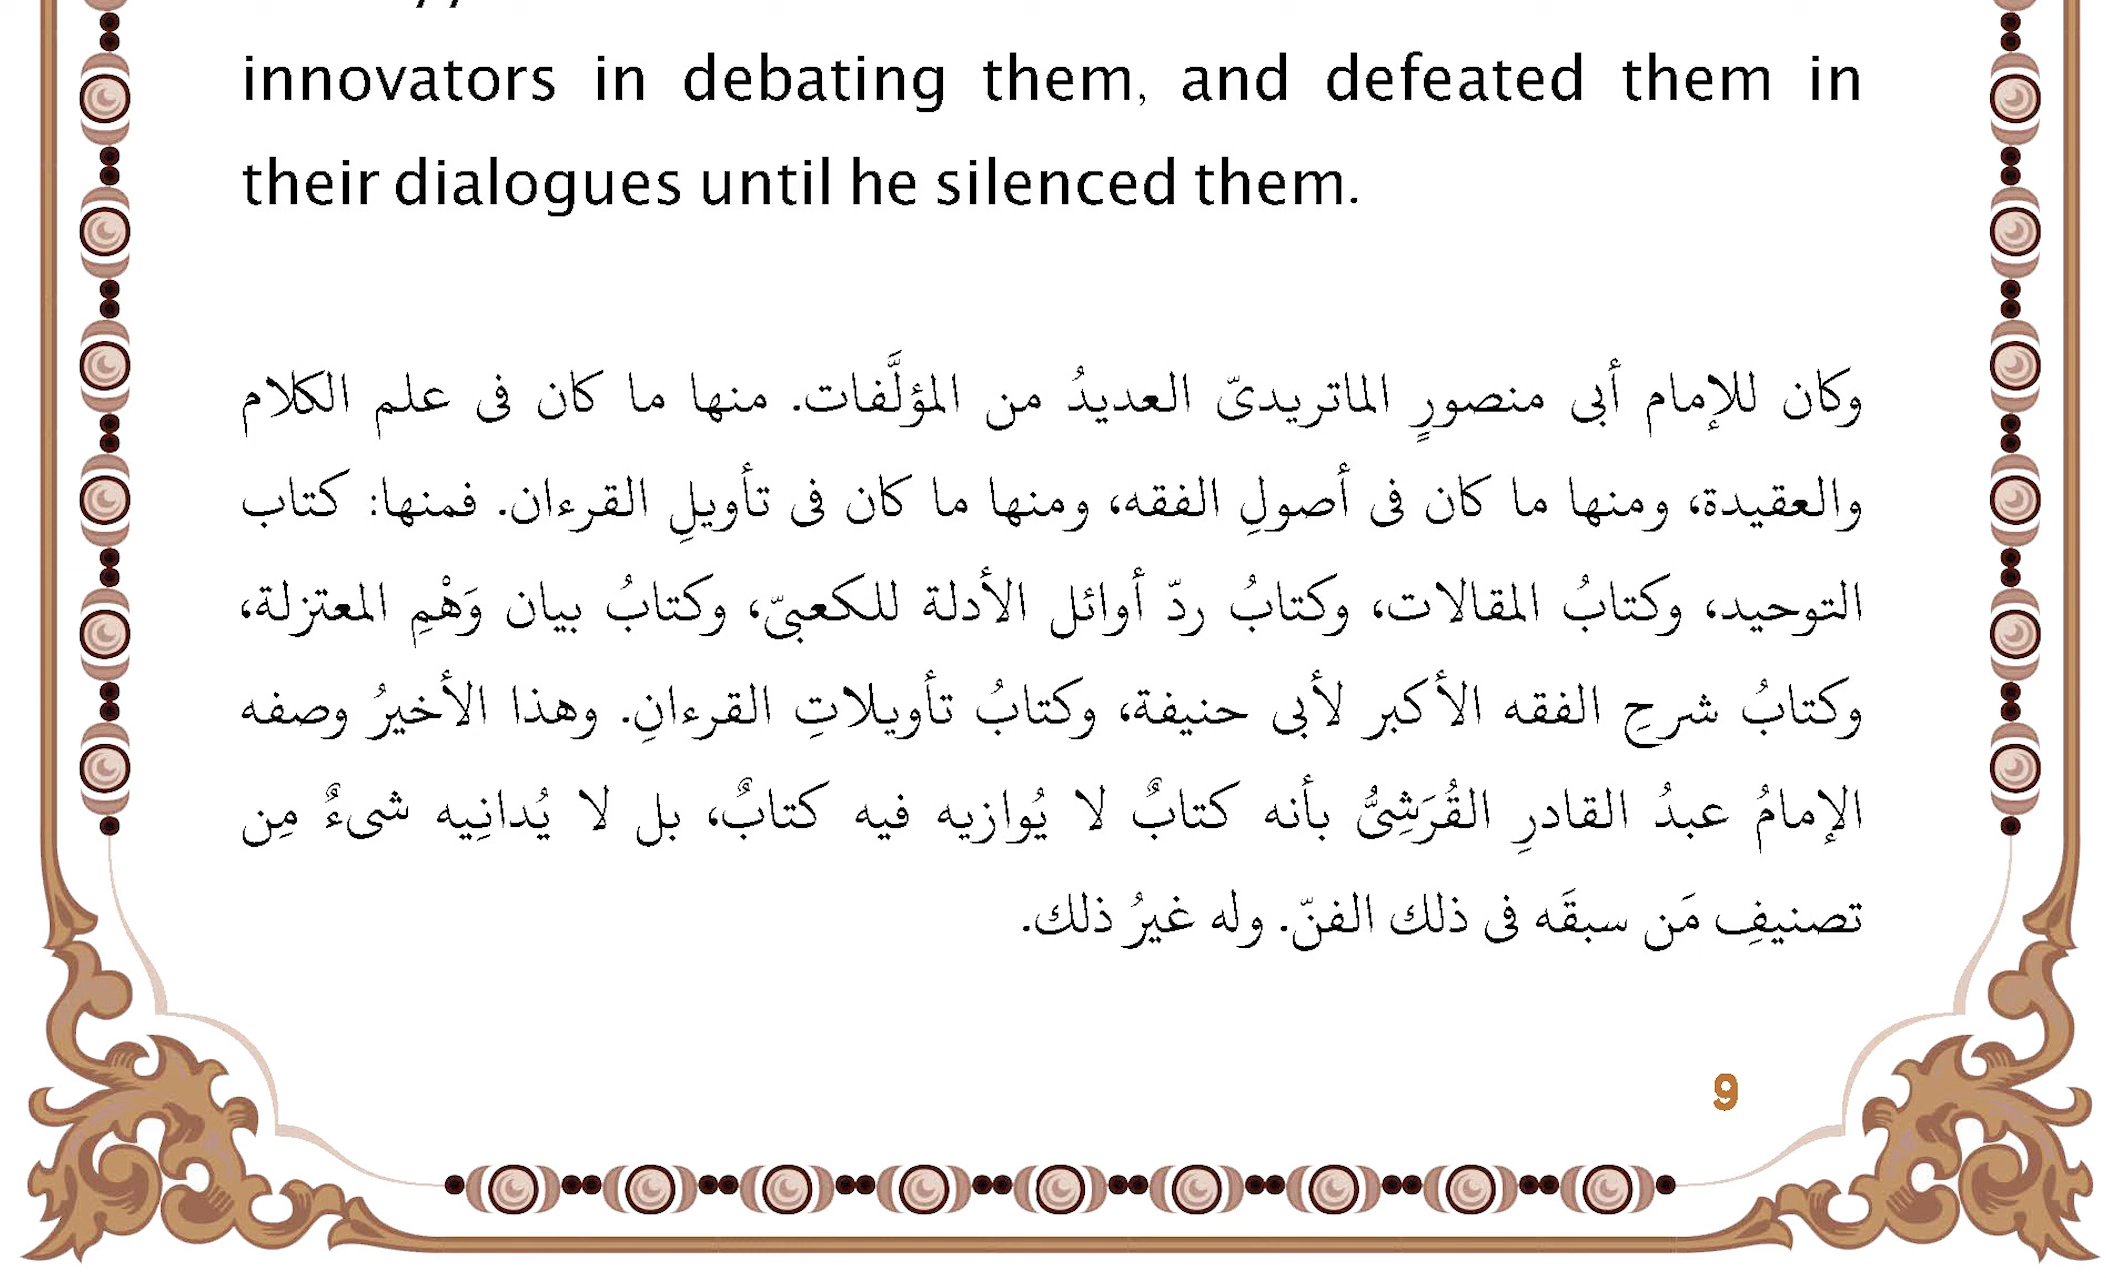 innovators in debating them, and defeated them in
their dialogues until he silenced them.
وكان للإمام أبى منصورٍ الماتريدىّ العديدُ من المؤلَّفات. منها ما كان فى علم الكلام
والعقيدة، ومنها ما كان فى أصولِ الفقه، ومنها ما كان فى تأويلِ القرءان. فمنها: كتاب
التوحيد، وكتابُ المقالات، وكتابُ ردّ أوائل الأدلة للكعبىّ، وكتابُ بيان وَهْمِ المعتزلة،
وكتابُ شرحِ الفقه الأكبر لأبى حنيفة، وكتابُ تأويلاتِ القرءانِ. وهذا الأخيرُ وصفه
الإمامُ عبدُ القادرِ القُرَشِىُّ بأنه كتابٌ لا يُوازيه فيه كتابٌ، بل لا يُدانِيه شىءٌ مِن
تصنيفِ مَن سبقَه فى ذلك الفنّ. وله غيرُ ذلك.
9